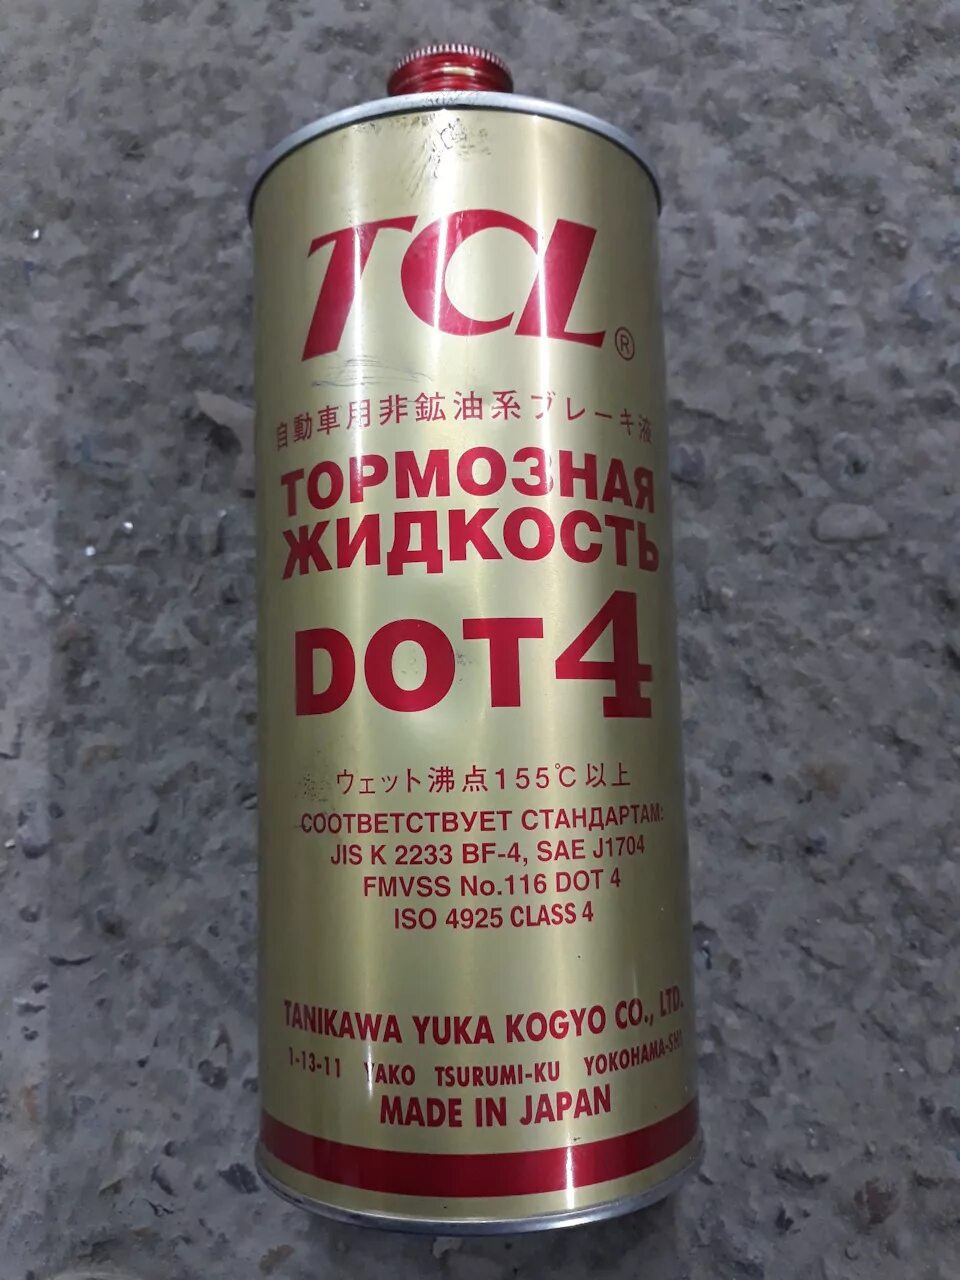 TCL®
自動車用非鉱油系ブレーキ液
ТОРМОЗНАЯ
ЖИДКОСТЬ
DOT4
ウェット沸点155℃以上
СООТВЕТСТВУЕТ СТАНДАРТАМ:
JIS K 2233 BF-4, SAE J1704
FMVSS No.116 DOT 4
ISO 4925 CLASS 4
TANIKAWA YUKA KOGYO CO., LTD.
1-13-11 YAKO TSURUMI-KU YOKOHAMA-SHI
MADE IN JAPAN